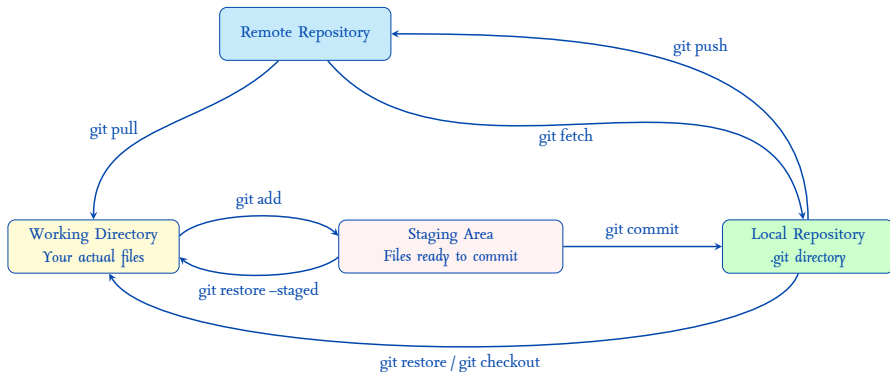 Remote Repository
git push
git pull
git fetch
git add
Working Directory
Your actual files
Staging Area
Files ready to commit
git commit
Local Repository
.git directory
git restore –staged
git restore / git checkout